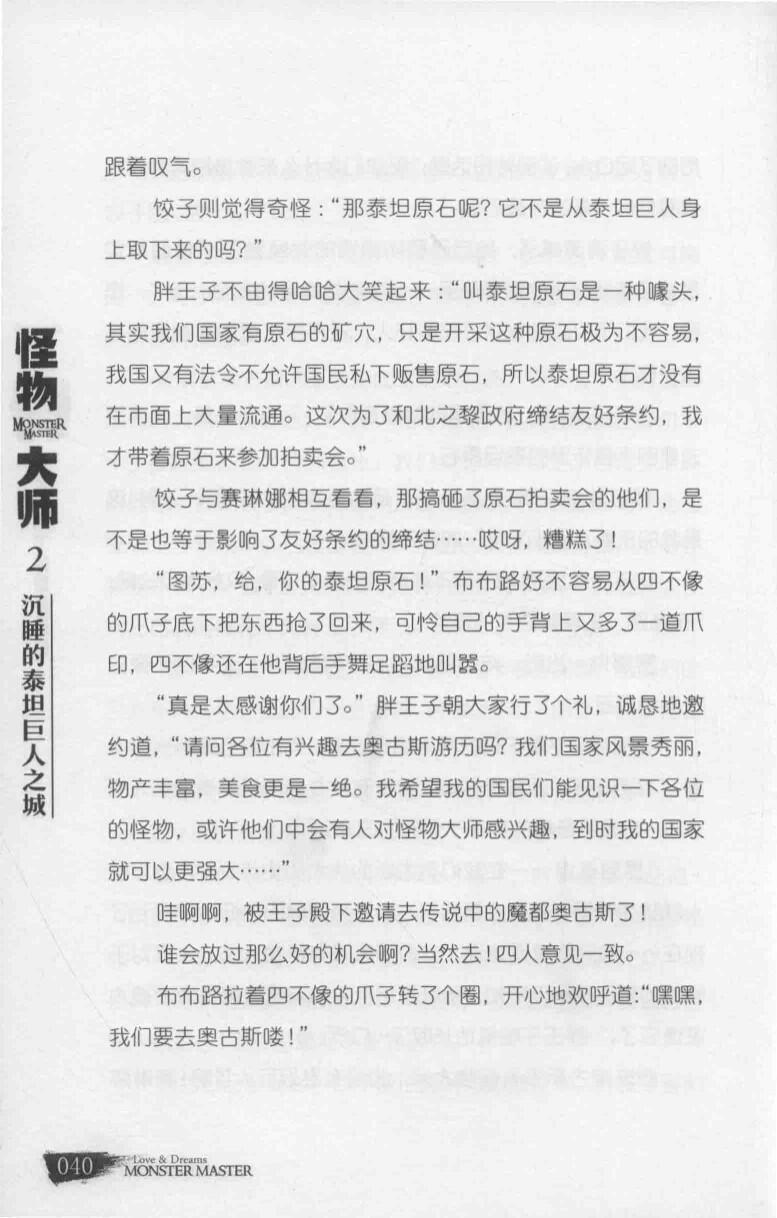 跟着叹气。
饺子则觉得奇怪：“那泰坦原石呢？它不是从泰坦巨人身
上取下来的吗？”
胖王子不由得哈哈大笑起来：“叫泰坦原石是一种噱头，
其实我们国家有原石的矿穴，只是开采这种原石极为不容易，
我国又有法令不允许国民私下贩售原石，所以泰坦原石才没有
在市面上大量流通。这次为了和北之黎政府缔结友好条约，我
才带着原石来参加拍卖会。”
饺子与赛琳娜相互看看，那搞砸了原石拍卖会的他们，是
不是也等于影响了友好条约的缔结……哎呀，糟糕了！
“图苏，给，你的泰坦原石！”布布路好不容易从四不像
的爪子底下把东西抢了回来，可怜自己的手背上又多了一道爪
印，四不像还在他背后手舞足蹈地叫嚣。
“真是太感谢你们了。”胖王子朝大家行了个礼，诚恳地邀
约道，“请问各位有兴趣去奥古斯游历吗？我们国家风景秀丽，
物产丰富，美食更是一绝。我希望我的国民们能见识一下各位
的怪物，或许他们中会有人对怪物大师感兴趣，到时我的国家
就可以更强大……”
哇啊啊，被王子殿下邀请去传说中的魔都奥古斯了！
谁会放过那么好的机会啊？当然去！四人意见一致。
布布路拉着四不像的爪子转了个圈，开心地欢呼道：“嘿嘿，
我们要去奥古斯喽！”
怪物
MONSTER
MASTER
大师
2
沉睡的泰坦巨人之城
040
Love & Dreams
MONSTER MASTER